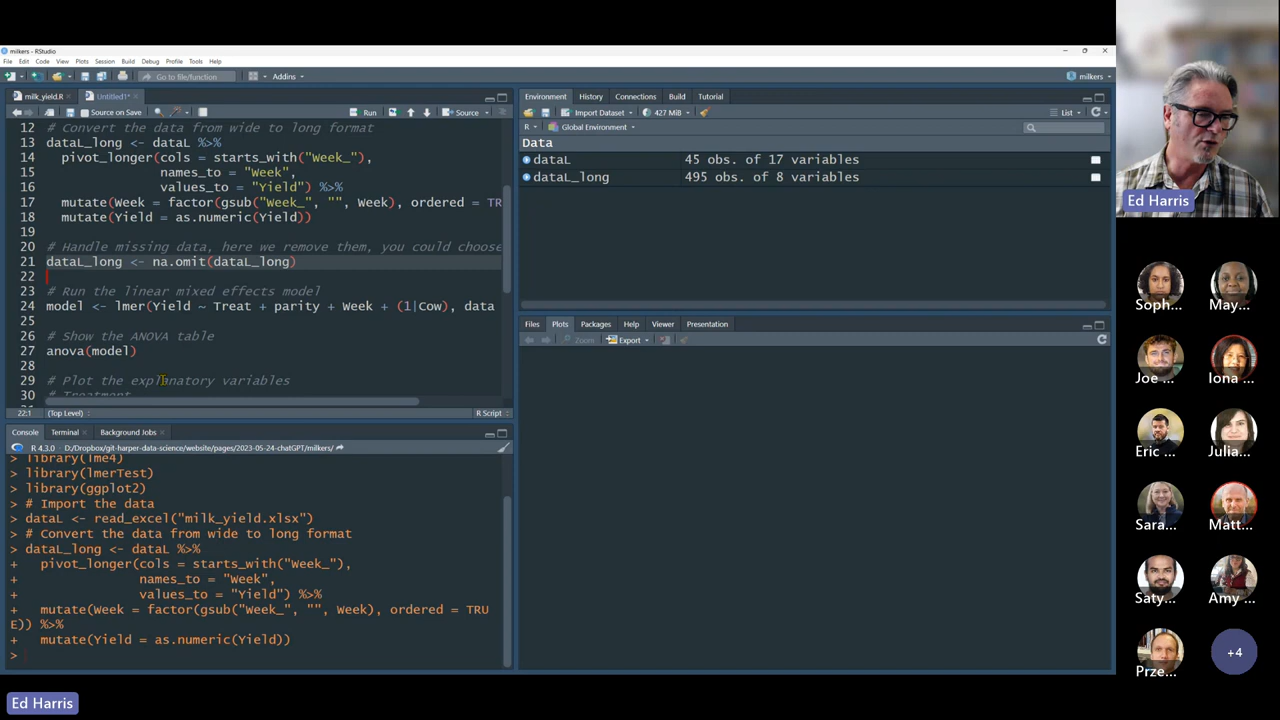 milkers - RStudio
File Edit Code View Plots Session Build Debug Profile Tools Help
Go to file/function
Addins
milkers
milk_yield.R
Untitled1*
Source on Save
Run
Source
12 # Convert the data from wide to long format
13 dataL_long <- dataL %>%
14 pivot_longer(cols = starts_with("Week_"),
15 names_to = "Week",
16 values_to = "Yield") %>%
17 mutate(Week = factor(gsub("Week_", "", Week), ordered = TR
18 mutate(Yield = as.numeric(Yield))
19
20 # Handle missing data, here we remove them, you could choose
21 dataL_long <- na.omit(dataL_long)
22
23 # Run the linear mixed effects model
24 model <- lmer(Yield ~ Treat + parity + Week + (1|Cow), data
25
26 # Show the ANOVA table
27 anova(model)
28
29 # Plot the explanatory variables
30 # Treatment
22:1 (Top Level) R Script
Console Terminal Background Jobs
R 4.3.0 · D:/Dropbox/git-harper-data-science/website/pages/2023-05-24-chatGPT/milkers/
> library(lme4)
> library(lmerTest)
> library(ggplot2)
> # Import the data
> dataL <- read_excel("milk_yield.xlsx")
> # Convert the data from wide to long format
> dataL_long <- dataL %>%
+ pivot_longer(cols = starts_with("Week_"),
+ names_to = "Week",
+ values_to = "Yield") %>%
+ mutate(Week = factor(gsub("Week_", "", Week), ordered = TRU
E)) %>%
+ mutate(Yield = as.numeric(Yield))
>
Environment History Connections Build Tutorial
Import Dataset 427 MiB List
R Global Environment
Data
dataL 45 obs. of 17 variables
dataL_long 495 obs. of 8 variables
Files Plots Packages Help Viewer Presentation
Zoom Export
Ed Harris
Soph... May...
Joe ... Iona ...
Eric ... Julia...
Sara... Matt...
Saty... Amy ...
Prze... +4
Ed Harris